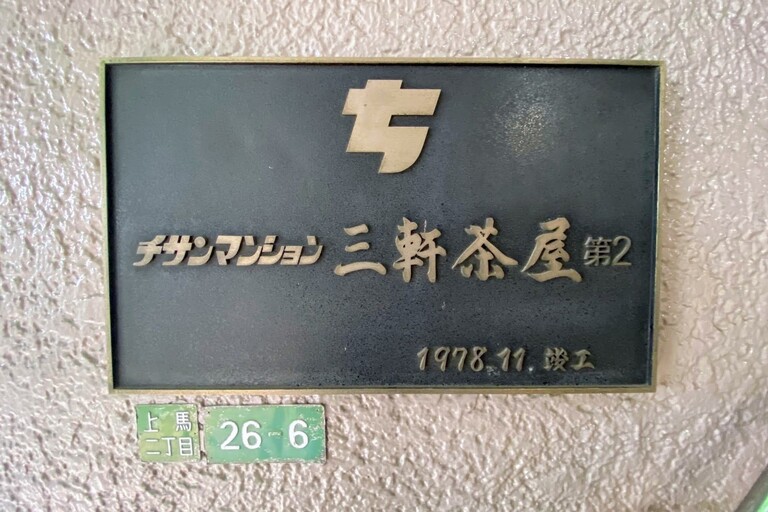 ち
チサンマンション 三軒茶屋 第2
1978.11. 竣工
上馬
二丁目
26-6